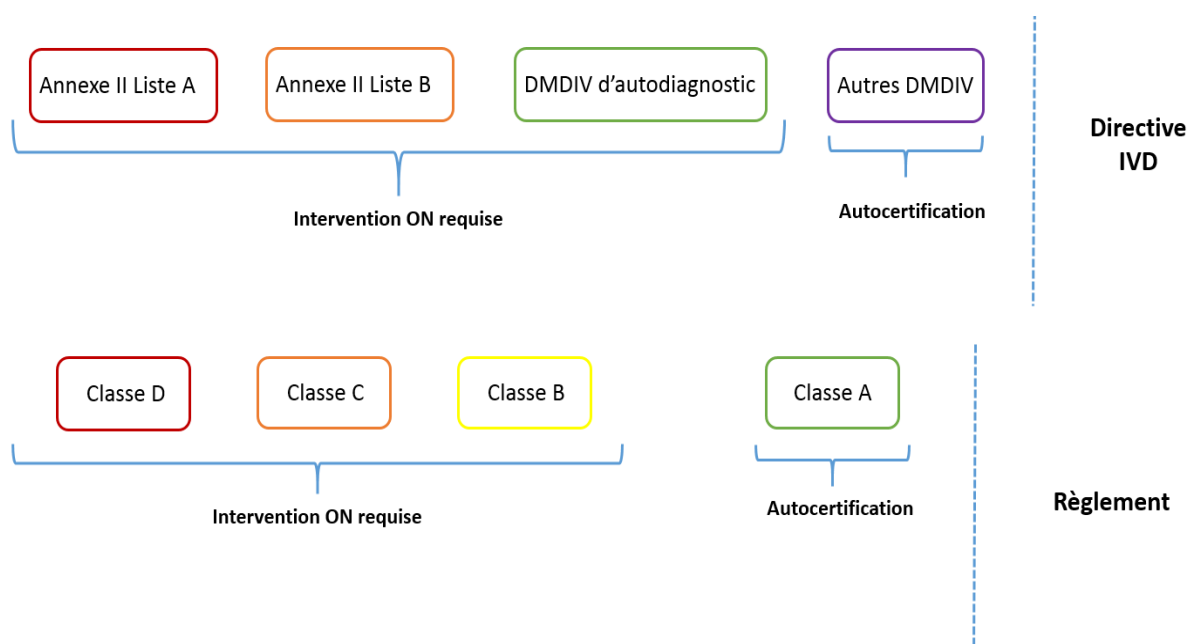 Annexe II Liste A
Annexe II Liste B
DMDIV d'autodiagnostic
Autres DMDIV
Directive
IVD
Intervention ON requise
Autocertification
Classe D
Classe C
Classe B
Classe A
Intervention ON requise
Autocertification
Règlement